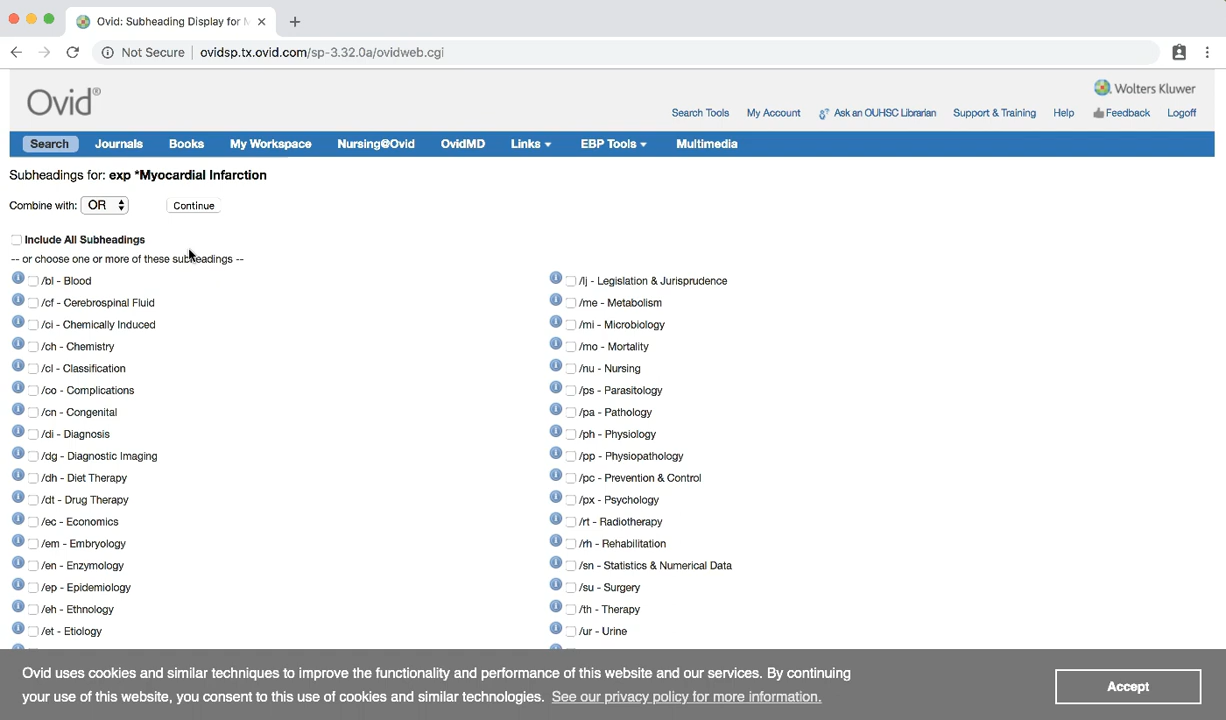 Ovid: Subheading Display for M
Not Secure | ovidsp.tx.ovid.com/sp-3.32.0a/ovidweb.cgi
Ovid®
Wolters Kluwer
Search Tools My Account Ask an OUHSC Librarian Support & Training Help Feedback Logoff
Search Journals Books My Workspace Nursing@Ovid OvidMD Links EBP Tools Multimedia
Subheadings for: exp *Myocardial Infarction
Combine with: OR Continue
Include All Subheadings
-- or choose one or more of these subheadings --
/bl - Blood
/cf - Cerebrospinal Fluid
/ci - Chemically Induced
/ch - Chemistry
/cl - Classification
/co - Complications
/cn - Congenital
/di - Diagnosis
/dg - Diagnostic Imaging
/dh - Diet Therapy
/dt - Drug Therapy
/ec - Economics
/em - Embryology
/en - Enzymology
/ep - Epidemiology
/eh - Ethnology
/et - Etiology
/lj - Legislation & Jurisprudence
/me - Metabolism
/mi - Microbiology
/mo - Mortality
/nu - Nursing
/ps - Parasitology
/pa - Pathology
/ph - Physiology
/pp - Physiopathology
/pc - Prevention & Control
/px - Psychology
/rt - Radiotherapy
/rh - Rehabilitation
/sn - Statistics & Numerical Data
/su - Surgery
/th - Therapy
/ur - Urine
Ovid uses cookies and similar techniques to improve the functionality and performance of this website and our services. By continuing
your use of this website, you consent to this use of cookies and similar technologies. See our privacy policy for more information.
Accept